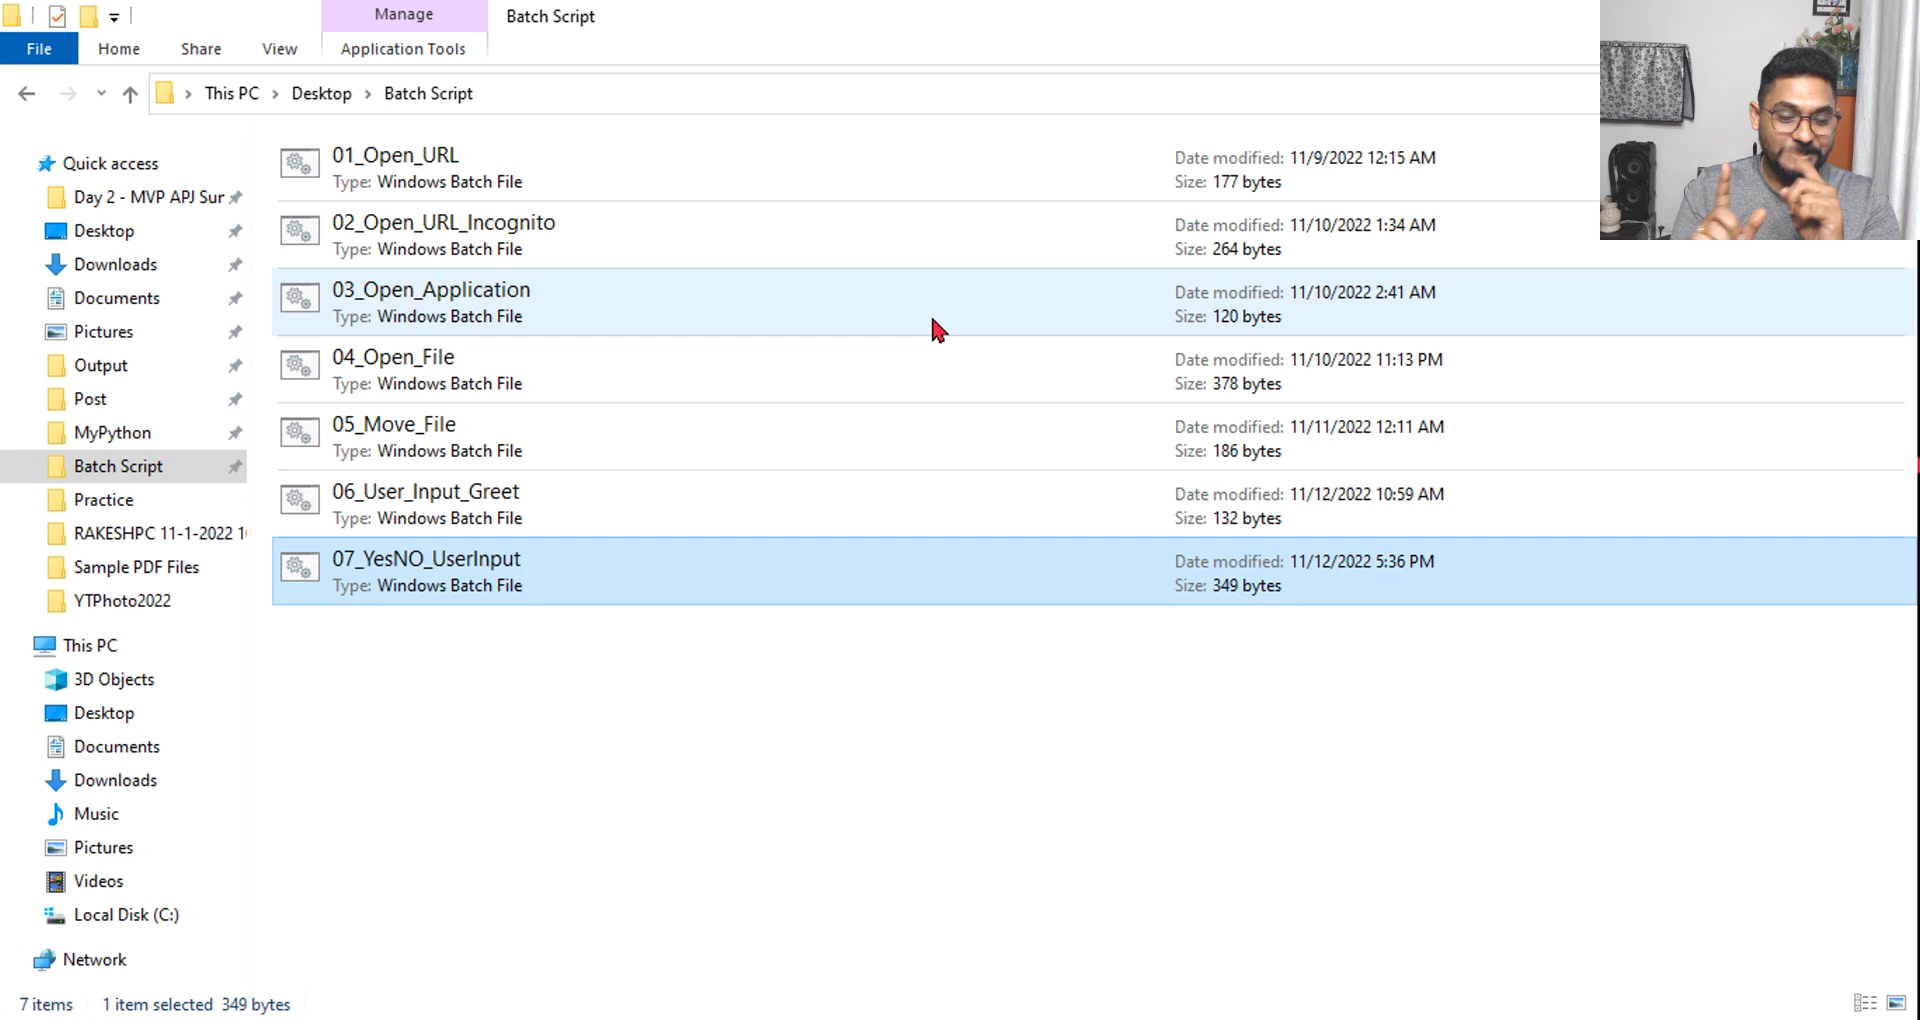 Manage
Batch Script
File
Home
Share
View
Application Tools
This PC
Desktop
Batch Script
Quick access
Day 2 - MVP APJ Sur
Desktop
Downloads
Documents
Pictures
Output
Post
MyPython
Batch Script
Practice
RAKESHPC 11-1-2022 1
Sample PDF Files
YTPhoto2022
This PC
3D Objects
Desktop
Documents
Downloads
Music
Pictures
Videos
Local Disk (C:)
Network
01_Open_URL
Type: Windows Batch File
Date modified: 11/9/2022 12:15 AM
Size: 177 bytes
02_Open_URL_Incognito
Type: Windows Batch File
Date modified: 11/10/2022 1:34 AM
Size: 264 bytes
03_Open_Application
Type: Windows Batch File
Date modified: 11/10/2022 2:41 AM
Size: 120 bytes
04_Open_File
Type: Windows Batch File
Date modified: 11/10/2022 11:13 PM
Size: 378 bytes
05_Move_File
Type: Windows Batch File
Date modified: 11/11/2022 12:11 AM
Size: 186 bytes
06_User_Input_Greet
Type: Windows Batch File
Date modified: 11/12/2022 10:59 AM
Size: 132 bytes
07_YesNO_UserInput
Type: Windows Batch File
Date modified: 11/12/2022 5:36 PM
Size: 349 bytes
7 items
1 item selected 349 bytes